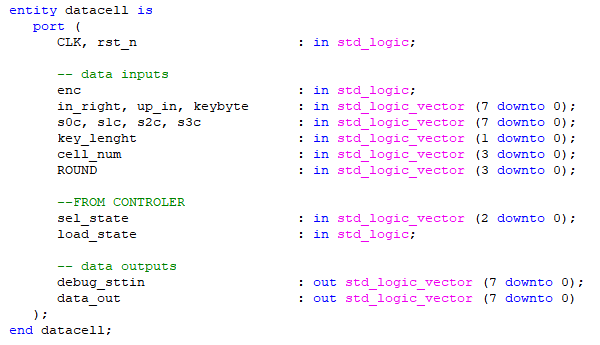 entity datacell is
port (
CLK, rst_n : in std_logic;
-- data inputs
enc : in std_logic;
in_right, up_in, keybyte : in std_logic_vector (7 downto 0);
s0c, s1c, s2c, s3c : in std_logic_vector (7 downto 0);
key_lenght : in std_logic_vector (1 downto 0);
cell_num : in std_logic_vector (3 downto 0);
ROUND : in std_logic_vector (3 downto 0);
--FROM CONTROLER
sel_state : in std_logic_vector (2 downto 0);
load_state : in std_logic;
-- data outputs
debug_sttin : out std_logic_vector (7 downto 0);
data_out : out std_logic_vector (7 downto 0)
);
end datacell;